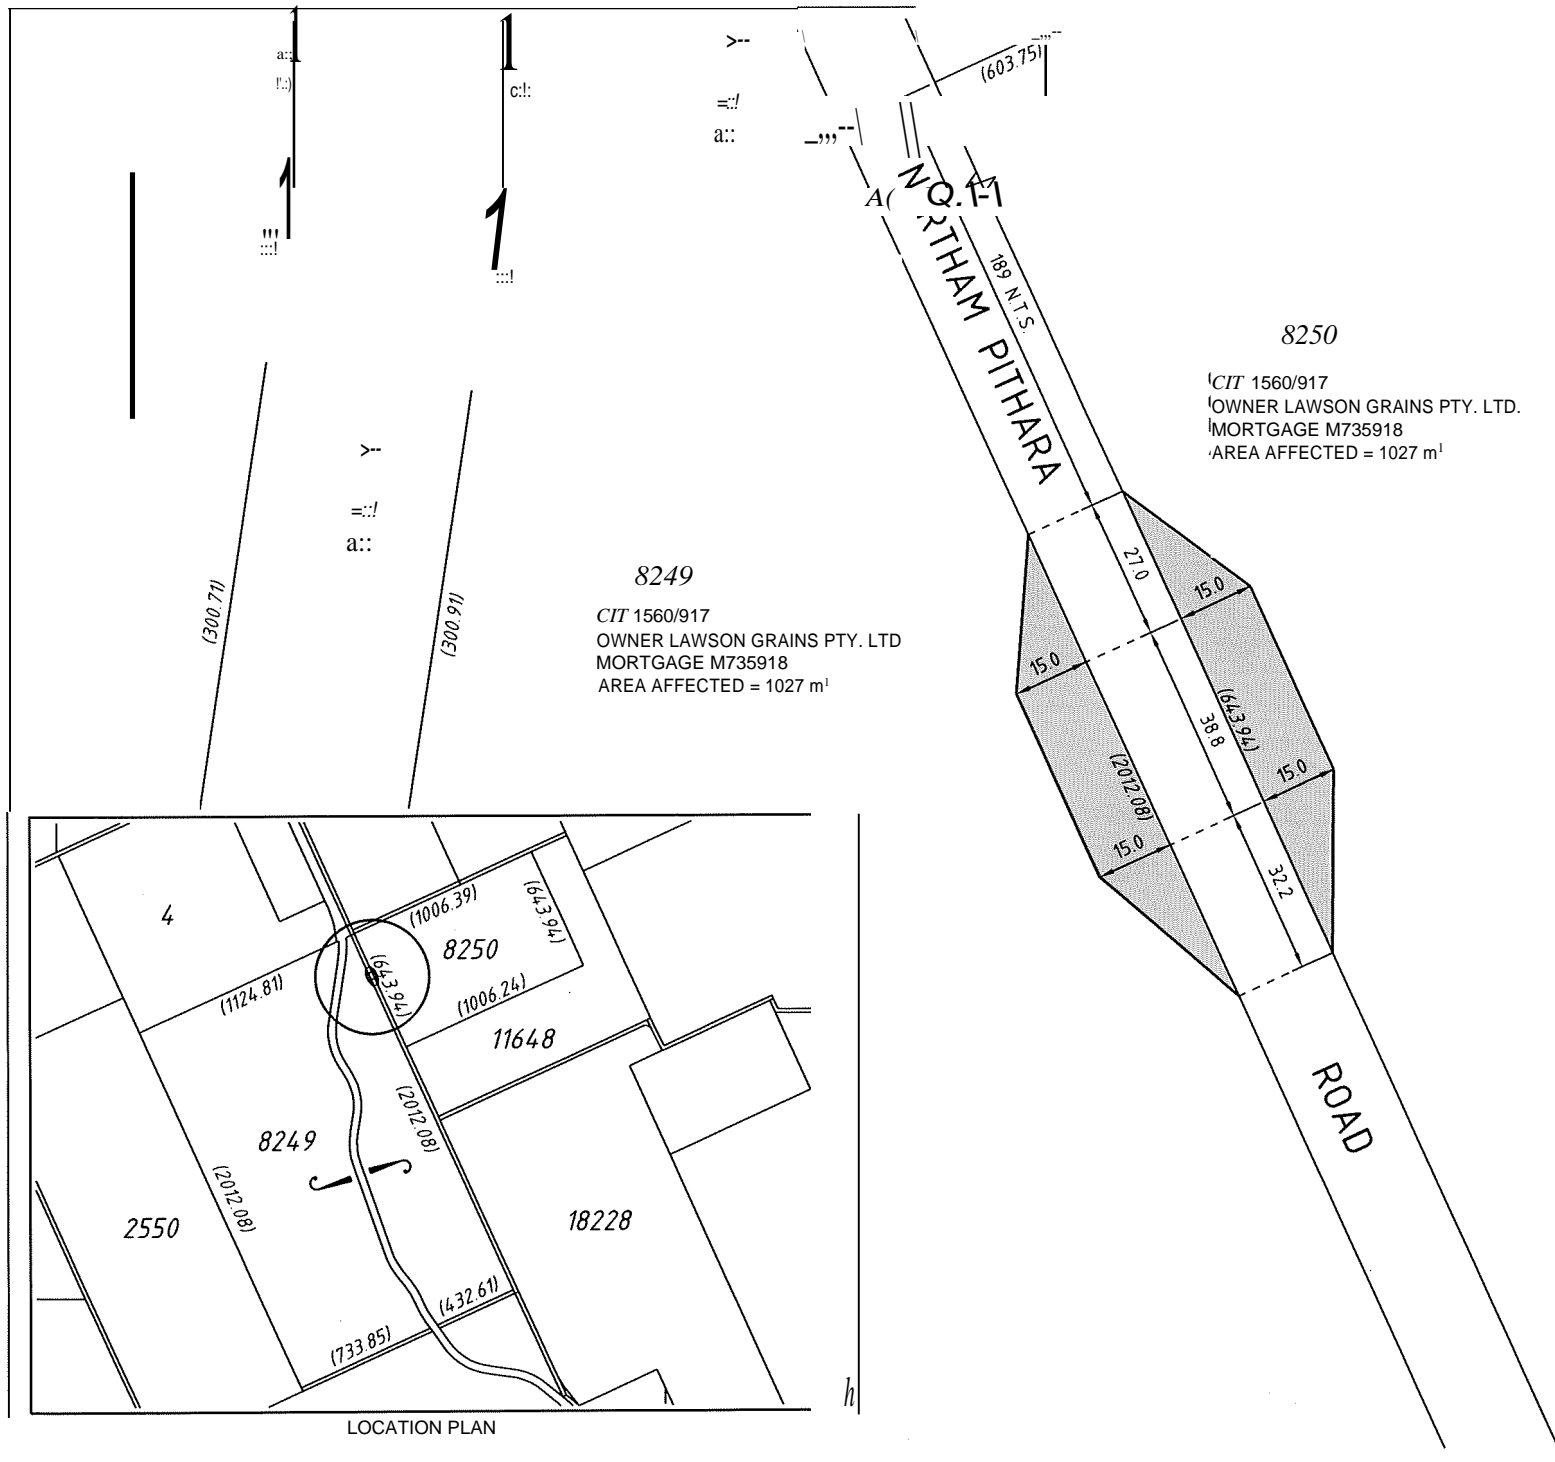 (603.75)
NORTHAM PITHARA
189 N.T.S.
8250
CIT 1560/917
OWNER LAWSON GRAINS PTY. LTD.
MORTGAGE M735918
AREA AFFECTED = 1027 m¹
(300.71)
(300.91)
8249
CIT 1560/917
OWNER LAWSON GRAINS PTY. LTD
MORTGAGE M735918
AREA AFFECTED = 1027 m¹
27.0
15.0
15.0
38.8
(643.94)
(2012.08)
15.0
15.0
32.2
ROAD
4
(1006.39)
(643.94)
8250
(643.94)
(1124.81)
(1006.24)
11648
(2012.08)
8249
(2012.08)
2550
18228
(432.61)
(733.85)
h
LOCATION PLAN